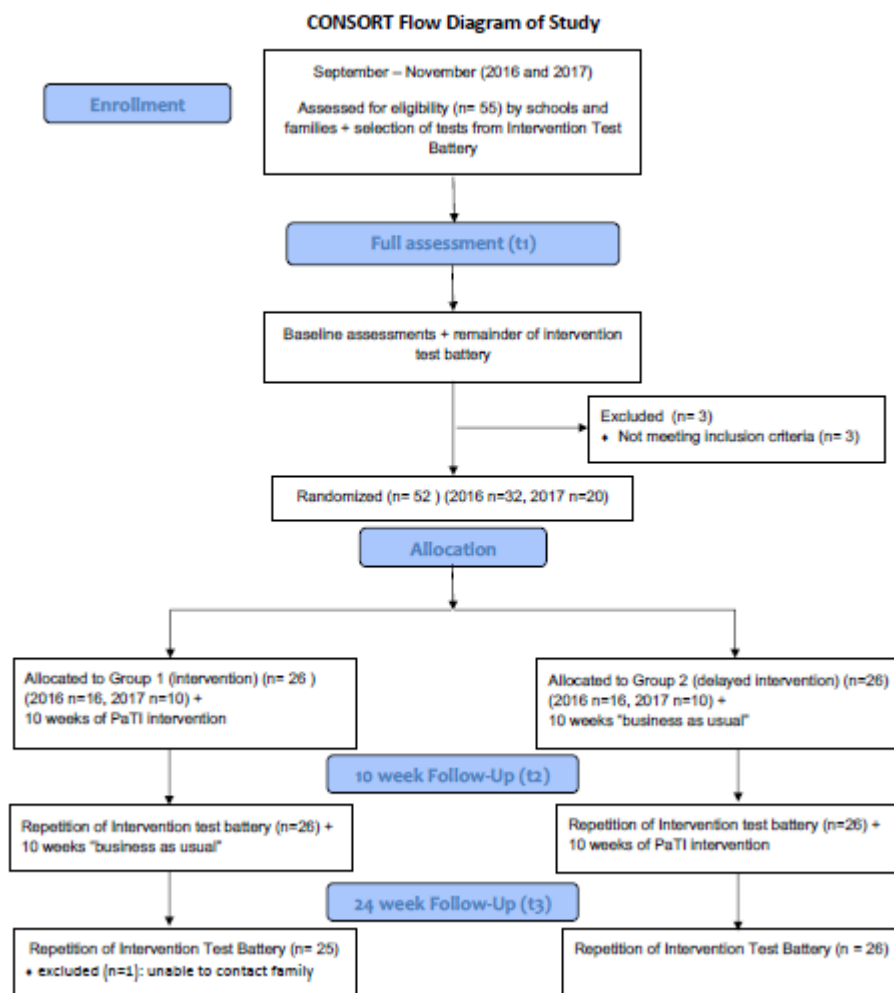 CONSORT Flow Diagram of Study
September – November (2016 and 2017)
Enrollment
Assessed for eligibility (n= 55) by schools and
families + selection of tests from Intervention Test
Battery
Full assessment (t1)
Baseline assessments + remainder of intervention
test battery
Excluded (n= 3)
♦ Not meeting inclusion criteria (n= 3)
Randomized (n= 52 ) (2016 n=32, 2017 n=20)
Allocation
Allocated to Group 1 (intervention) (n= 26 )
(2016 n=16, 2017 n=10) +
10 weeks of PaTI intervention
Allocated to Group 2 (delayed intervention) (n=26)
(2016 n=16, 2017 n=10) +
10 weeks "business as usual"
10 week Follow-Up (t2)
Repetition of Intervention test battery (n=26) +
10 weeks "business as usual"
Repetition of Intervention test battery (n=26) +
10 weeks of PaTI intervention
24 week Follow-Up (t3)
Repetition of Intervention Test Battery (n= 25)
♦ excluded (n=1): unable to contact family
Repetition of Intervention Test Battery (n = 26)